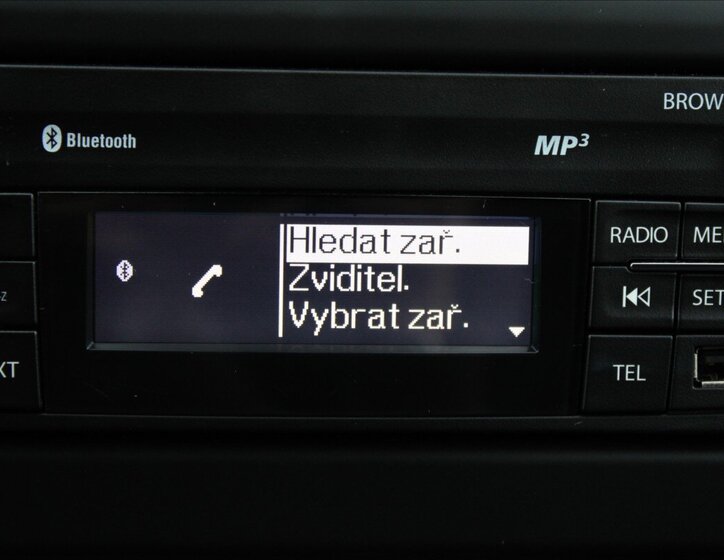 BROW
Bluetooth
MP3
Hledat zař.
Zviditel.
Vybrat zař.
RADIO
ME
SET
TEL
XT